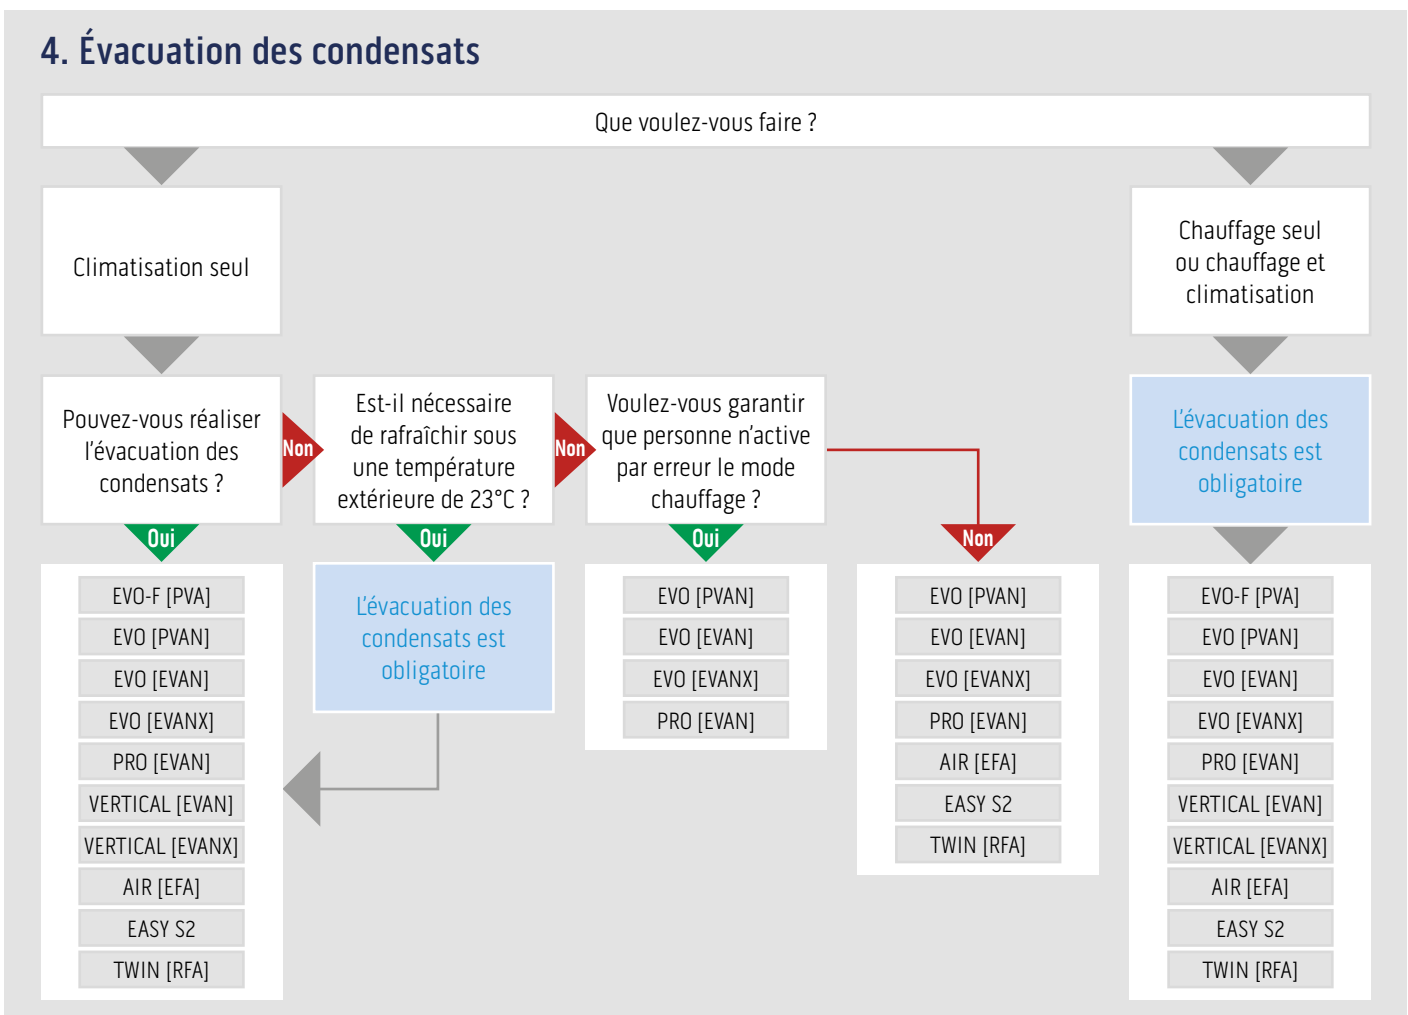 4. Évacuation des condensats
Que voulez-vous faire ?
Climatisation seul
Chauffage seul
ou chauffage et
climatisation
Pouvez-vous réaliser
l'évacuation des
condensats ?
Non
Est-il nécessaire
de rafraîchir sous
une température
extérieure de 23°C ?
Non
Voulez-vous garantir
que personne n'active
par erreur le mode
chauffage ?
L'évacuation des
condensats est
obligatoire
Oui
Oui
Oui
Non
EVO-F [PVA]
EVO [PVAN]
EVO [EVAN]
EVO [EVANX]
PRO [EVAN]
VERTICAL [EVAN]
VERTICAL [EVANX]
AIR [EFA]
EASY S2
TWIN [RFA]
L'évacuation des
condensats est
obligatoire
EVO [PVAN]
EVO [EVAN]
EVO [EVANX]
PRO [EVAN]
EVO [PVAN]
EVO [EVAN]
EVO [EVANX]
PRO [EVAN]
AIR [EFA]
EASY S2
TWIN [RFA]
EVO-F [PVA]
EVO [PVAN]
EVO [EVAN]
EVO [EVANX]
PRO [EVAN]
VERTICAL [EVAN]
VERTICAL [EVANX]
AIR [EFA]
EASY S2
TWIN [RFA]